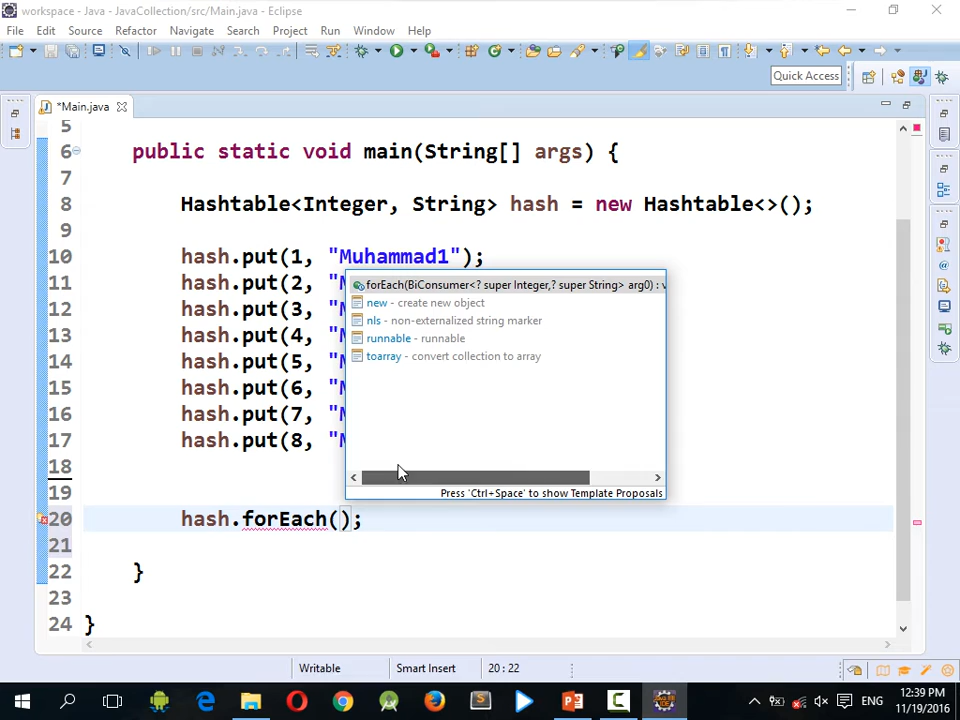 workspace - Java - JavaCollection/src/Main.java - Eclipse
File Edit Source Refactor Navigate Search Project Run Window Help
Quick Access
*Main.java
5
6 public static void main(String[] args) {
7
8 Hashtable<Integer, String> hash = new Hashtable<>();
9
10 hash.put(1, "Muhammad1");
11 hash.put(2, "M
12 hash.put(3, "M
13 hash.put(4, "M
14 hash.put(5, "M
15 hash.put(6, "M
16 hash.put(7, "M
17 hash.put(8, "M
18
19
20 hash.forEach();
21
22 }
23
24 }
forEach(BiConsumer<? super Integer,? super String> arg0) : v
new - create new object
nls - non-externalized string marker
runnable - runnable
toarray - convert collection to array
Press 'Ctrl+Space' to show Template Proposals
Writable Smart Insert 20 : 22
ENG 12:39 PM
11/19/2016